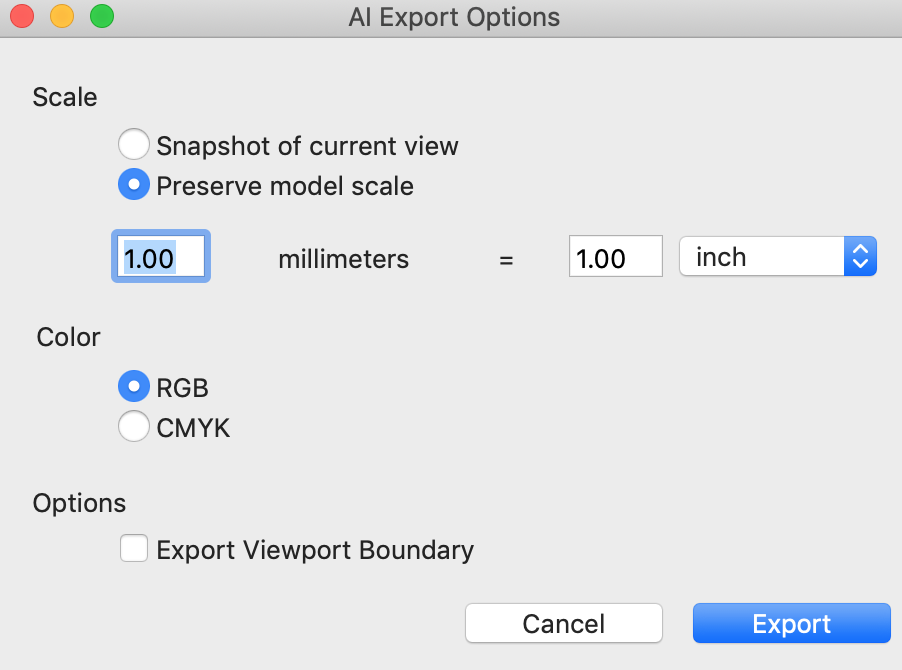 AI Export Options
Scale
Snapshot of current view
Preserve model scale
1.00 millimeters = 1.00 inch
Color
RGB
CMYK
Options
Export Viewport Boundary
Cancel Export